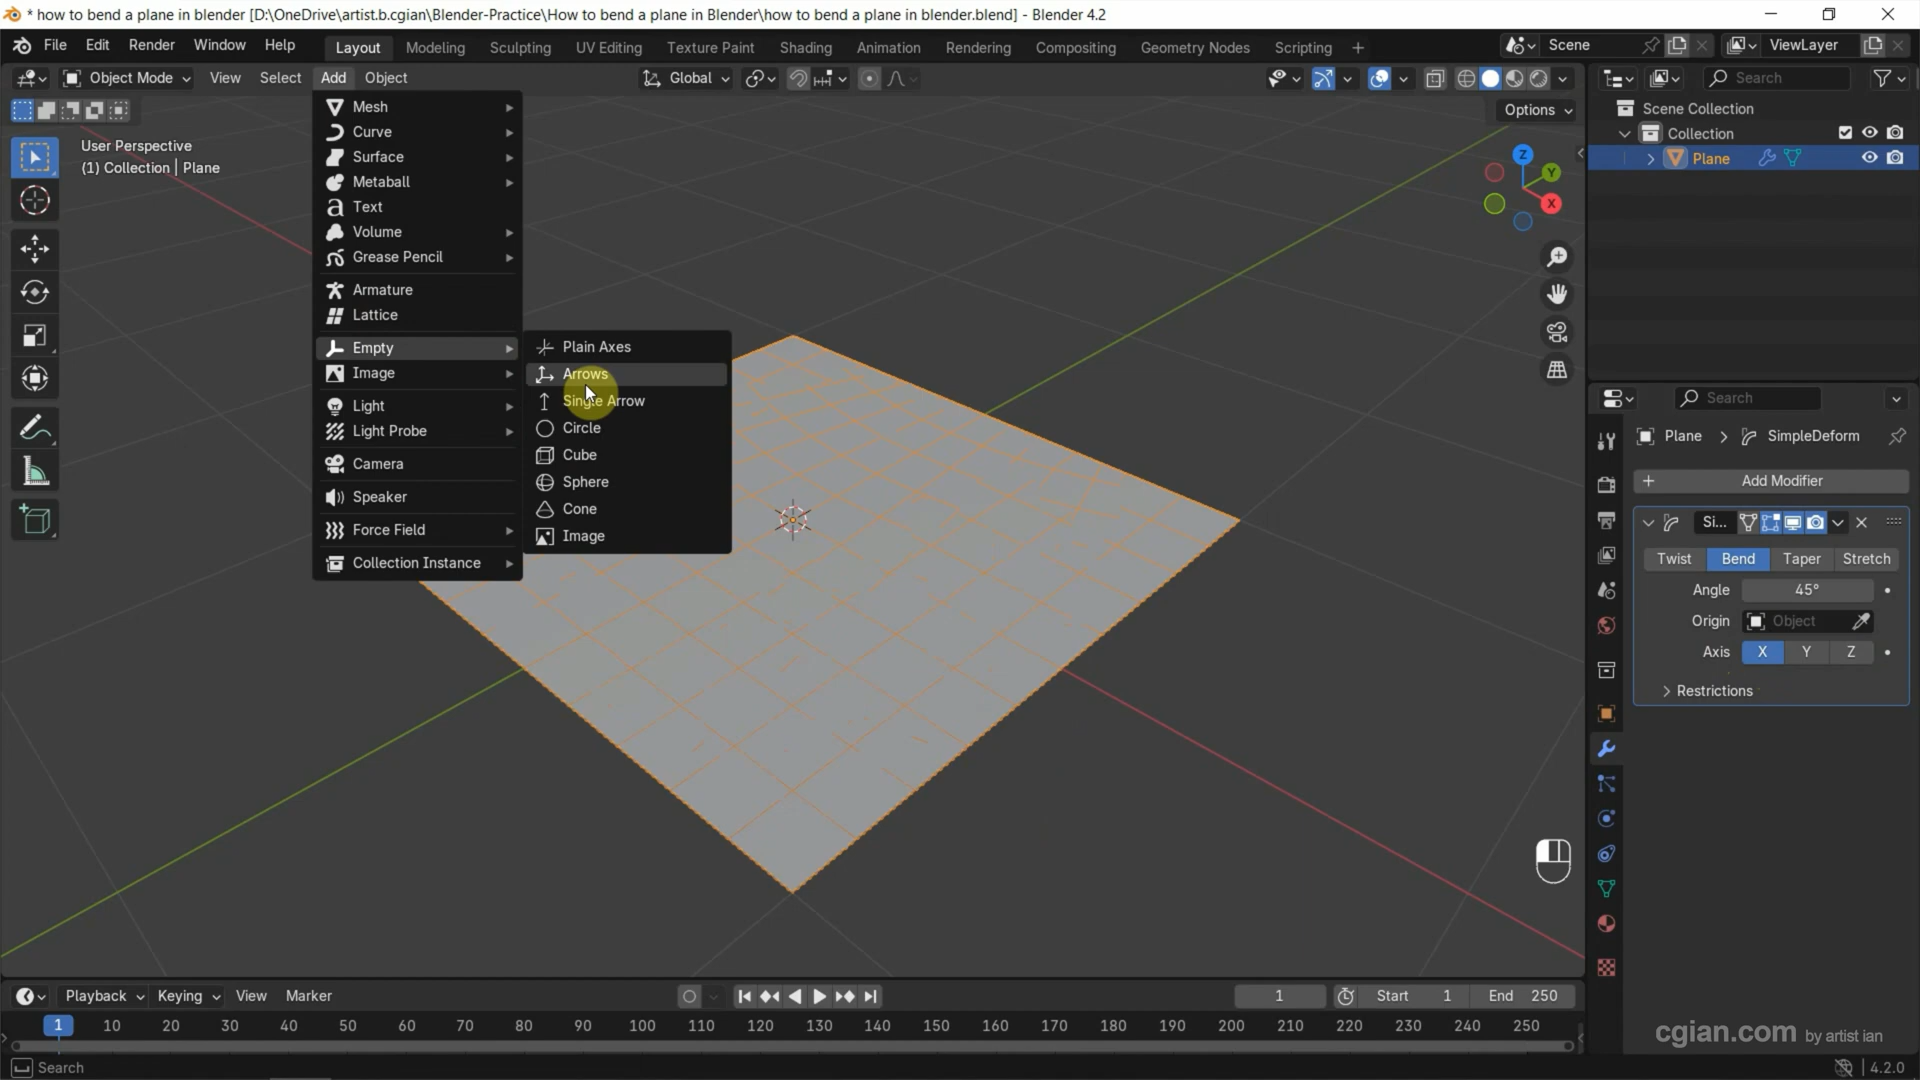 * how to bend a plane in blender [D:\OneDrive\artist.b.cgian\Blender-Practice\How to bend a plane in Blender\how to bend a plane in blender.blend] - Blender 4.2
File Edit Render Window Help Layout Modeling Sculpting UV Editing Texture Paint Shading Animation Rendering Compositing Geometry Nodes Scripting + Scene ViewLayer
Object Mode View Select Add Object Global Search
Options
User Perspective
(1) Collection | Plane
Mesh
Curve
Surface
Metaball
Text
Volume
Grease Pencil
Armature
Lattice
Empty
Image
Light
Light Probe
Camera
Speaker
Force Field
Collection Instance
Plain Axes
Arrows
Single Arrow
Circle
Cube
Sphere
Cone
Image
Z
Y
X
Scene Collection
Collection
Plane
Search
Plane > SimpleDeform
+ Add Modifier
Si...
Twist Bend Taper Stretch
Angle 45°
Origin Object
Axis X Y Z
Restrictions
Playback Keying View Marker 1 Start 1 End 250
1 10 20 30 40 50 60 70 80 90 100 110 120 130 140 150 160 170 180 190 200 210 220 230 240 250
cgian.com by artist ian
Search 4.2.0